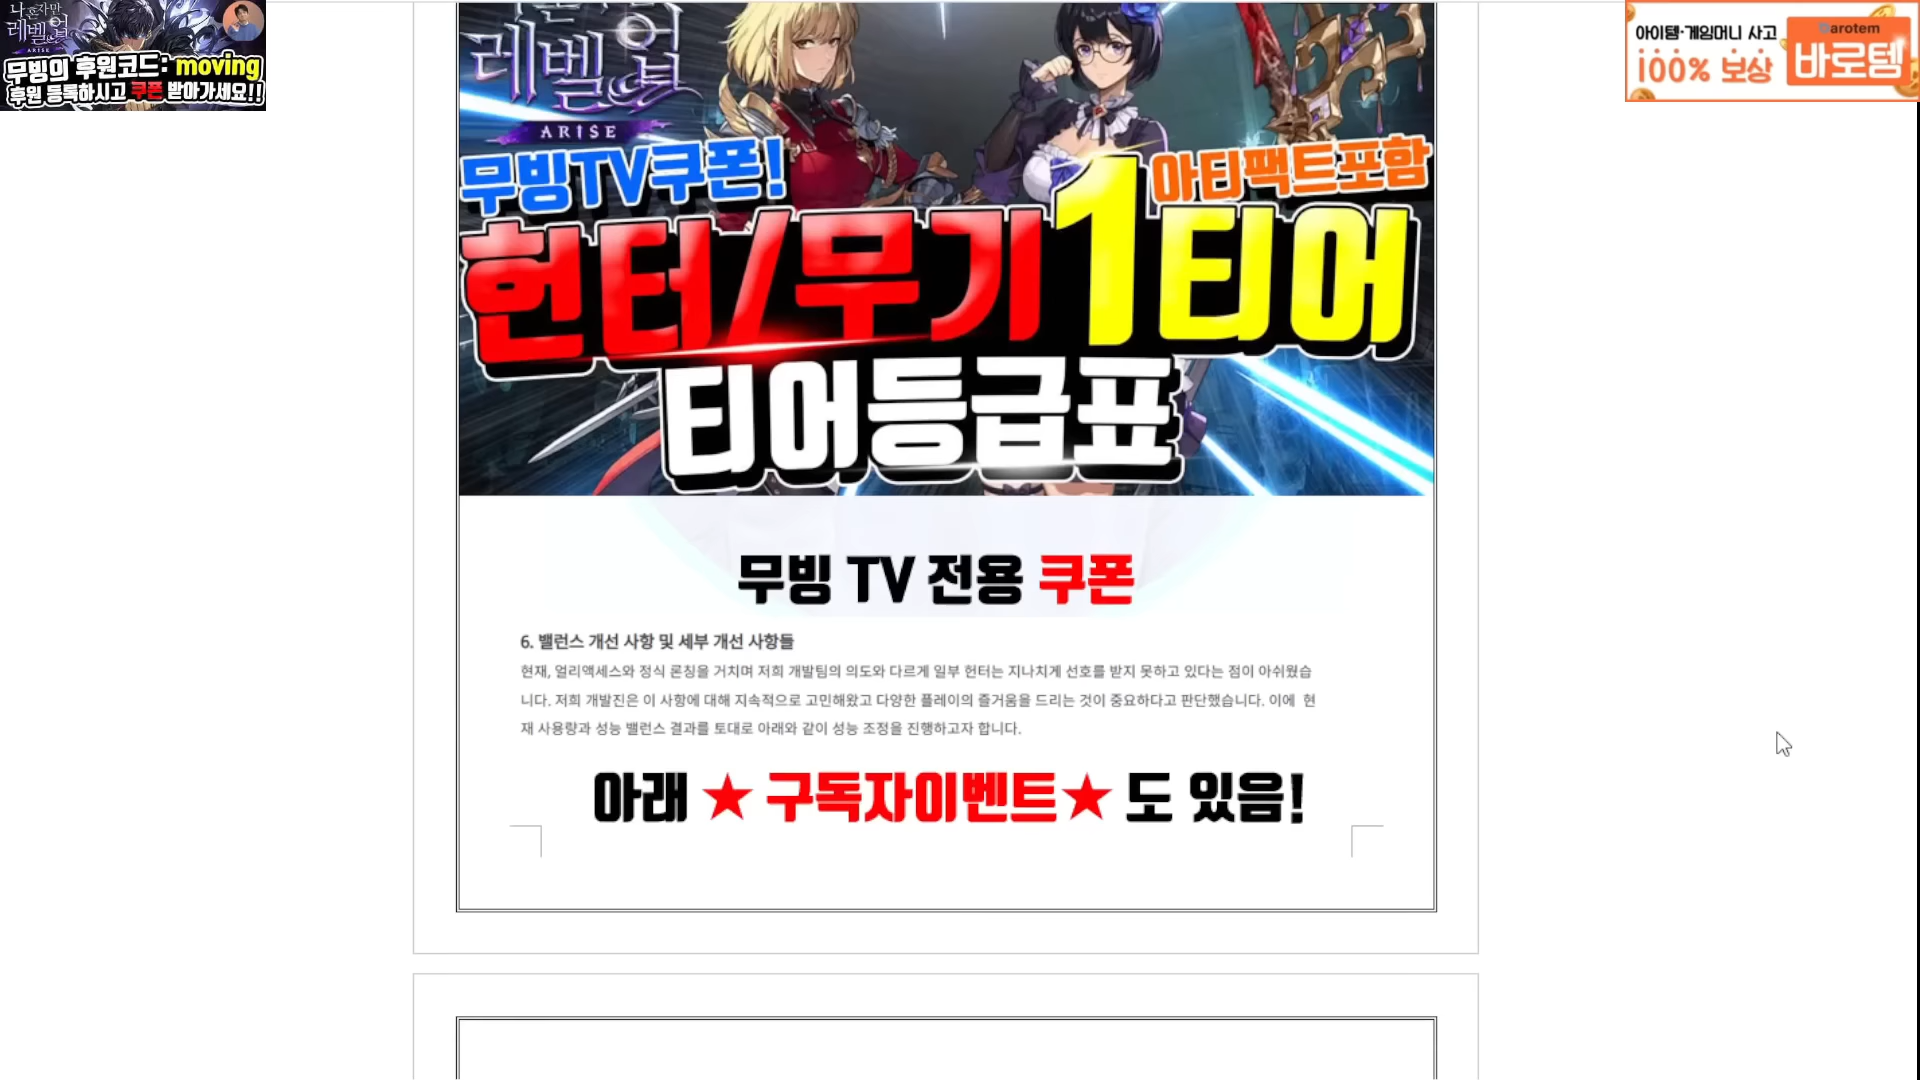 나 혼자만
레벨업
ARISE
무빙의 후원코드: moving
후원 등록하시고 쿠폰 받아가세요!!
아이템·게임머니 사고
100% 보상
Barotem
바로템
레벨업
ARISE
무빙TV쿠폰!
아티팩트포함
헌터/무기1티어
티어등급표
무빙 TV 전용 쿠폰
6. 밸런스 개선 사항 및 세부 개선 사항들
현재, 얼리액세스와 정식 론칭을 거치며 저희 개발팀의 의도와 다르게 일부 헌터는 지나치게 선호를 받지 못하고 있다는 점이 아쉬웠습
니다. 저희 개발진은 이 사항에 대해 지속적으로 고민해왔고 다양한 플레이의 즐거움을 드리는 것이 중요하다고 판단했습니다. 이에 현
재 사용량과 성능 밸런스 결과를 토대로 아래와 같이 성능 조정을 진행하고자 합니다.
아래 ★ 구독자이벤트★ 도 있음!